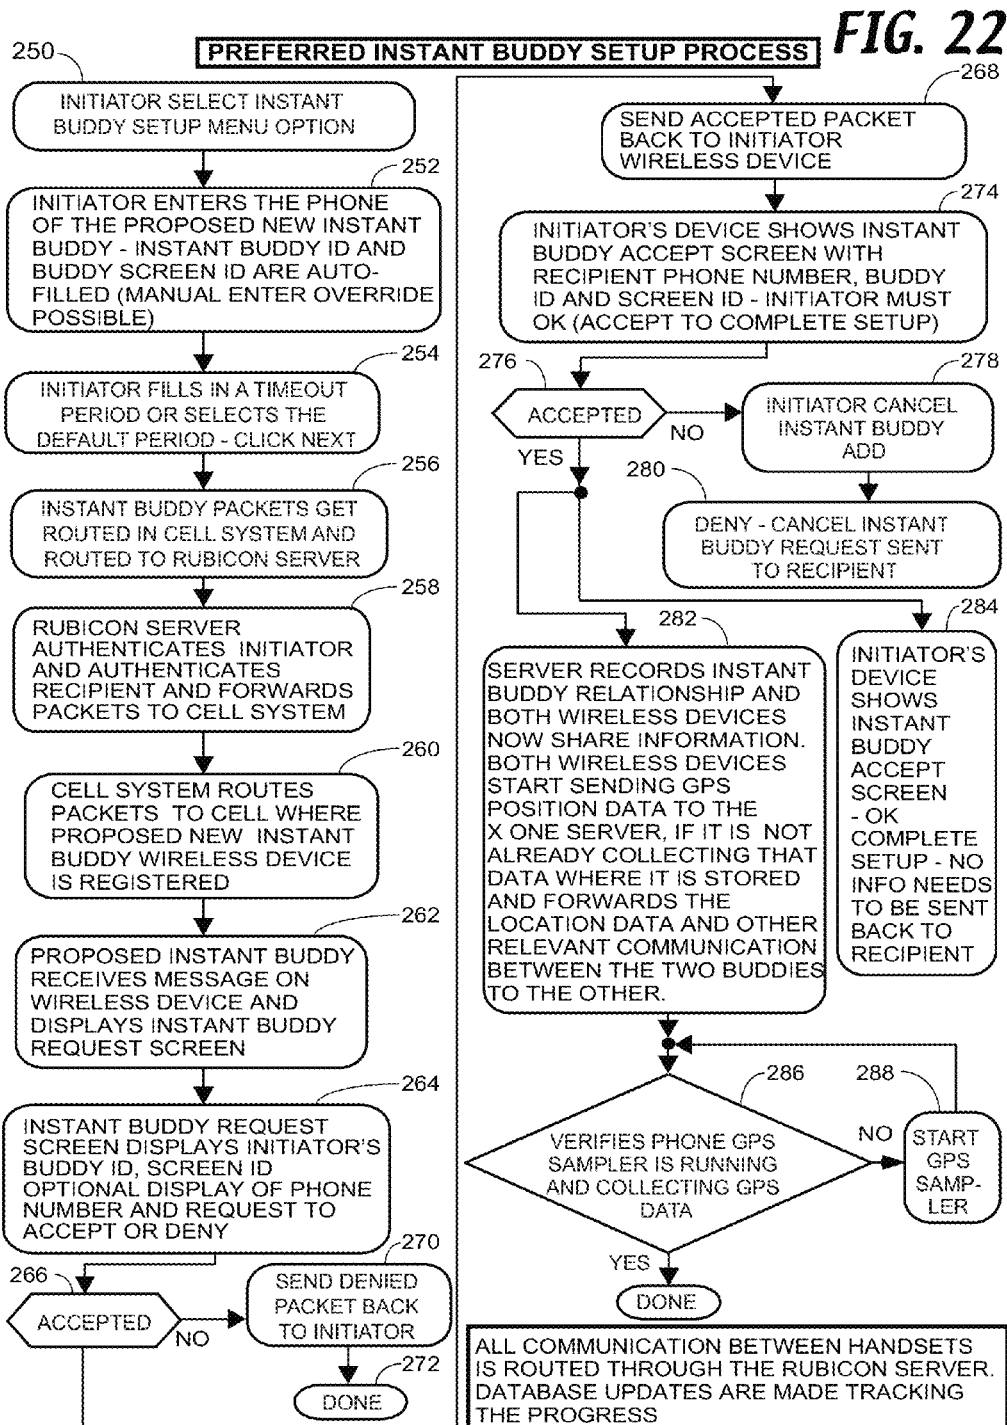 FIG. 22
PREFERRED INSTANT BUDDY SETUP PROCESS
250
INITIATOR SELECT INSTANT
BUDDY SETUP MENU OPTION
252
INITIATOR ENTERS THE PHONE
OF THE PROPOSED NEW INSTANT
BUDDY - INSTANT BUDDY ID AND
BUDDY SCREEN ID ARE AUTO-
FILLED (MANUAL ENTER OVERRIDE
POSSIBLE)
254
INITIATOR FILLS IN A TIMEOUT
PERIOD OR SELECTS THE
DEFAULT PERIOD - CLICK NEXT
256
INSTANT BUDDY PACKETS GET
ROUTED IN CELL SYSTEM AND
ROUTED TO RUBICON SERVER
258
RUBICON SERVER
AUTHENTICATES INITIATOR
AND AUTHENTICATES
RECIPIENT AND FORWARDS
PACKETS TO CELL SYSTEM
260
CELL SYSTEM ROUTES
PACKETS TO CELL WHERE
PROPOSED NEW INSTANT
BUDDY WIRELESS DEVICE
IS REGISTERED
262
PROPOSED INSTANT BUDDY
RECEIVES MESSAGE ON
WIRELESS DEVICE AND
DISPLAYS INSTANT BUDDY
REQUEST SCREEN
264
INSTANT BUDDY REQUEST
SCREEN DISPLAYS INITIATOR'S
BUDDY ID, SCREEN ID
OPTIONAL DISPLAY OF PHONE
NUMBER AND REQUEST TO
ACCEPT OR DENY
266
ACCEPTED
NO
270
SEND DENIED
PACKET BACK
TO INITIATOR
272
DONE
268
SEND ACCEPTED PACKET
BACK TO INITIATOR
WIRELESS DEVICE
274
INITIATOR'S DEVICE SHOWS INSTANT
BUDDY ACCEPT SCREEN WITH
RECIPIENT PHONE NUMBER, BUDDY
ID AND SCREEN ID - INITIATOR MUST
OK (ACCEPT TO COMPLETE SETUP)
276
ACCEPTED
NO
YES
278
INITIATOR CANCEL
INSTANT BUDDY
ADD
280
DENY - CANCEL INSTANT
BUDDY REQUEST SENT
TO RECIPIENT
282
SERVER RECORDS INSTANT
BUDDY RELATIONSHIP AND
BOTH WIRELESS DEVICES
NOW SHARE INFORMATION.
BOTH WIRELESS DEVICES
START SENDING GPS
POSITION DATA TO THE
X ONE SERVER, IF IT IS NOT
ALREADY COLLECTING THAT
DATA WHERE IT IS STORED
AND FORWARDS THE
LOCATION DATA AND OTHER
RELEVANT COMMUNICATION
BETWEEN THE TWO BUDDIES
TO THE OTHER.
284
INITIATOR'S
DEVICE
SHOWS
INSTANT
BUDDY
ACCEPT
SCREEN
- OK
COMPLETE
SETUP - NO
INFO NEEDS
TO BE SENT
BACK TO
RECIPIENT
286
VERIFIES PHONE GPS
SAMPLER IS RUNNING
AND COLLECTING GPS
DATA
NO
288
START
GPS
SAMP-
LER
YES
DONE
ALL COMMUNICATION BETWEEN HANDSETS
IS ROUTED THROUGH THE RUBICON SERVER.
DATABASE UPDATES ARE MADE TRACKING
THE PROGRESS